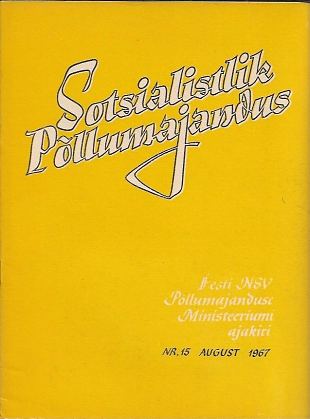 Sotsialistlik
Põllumajandus
Eesti NSV
Põllumajanduse
Ministeeriumi
ajakiri
NR. 15 AUGUST 1967